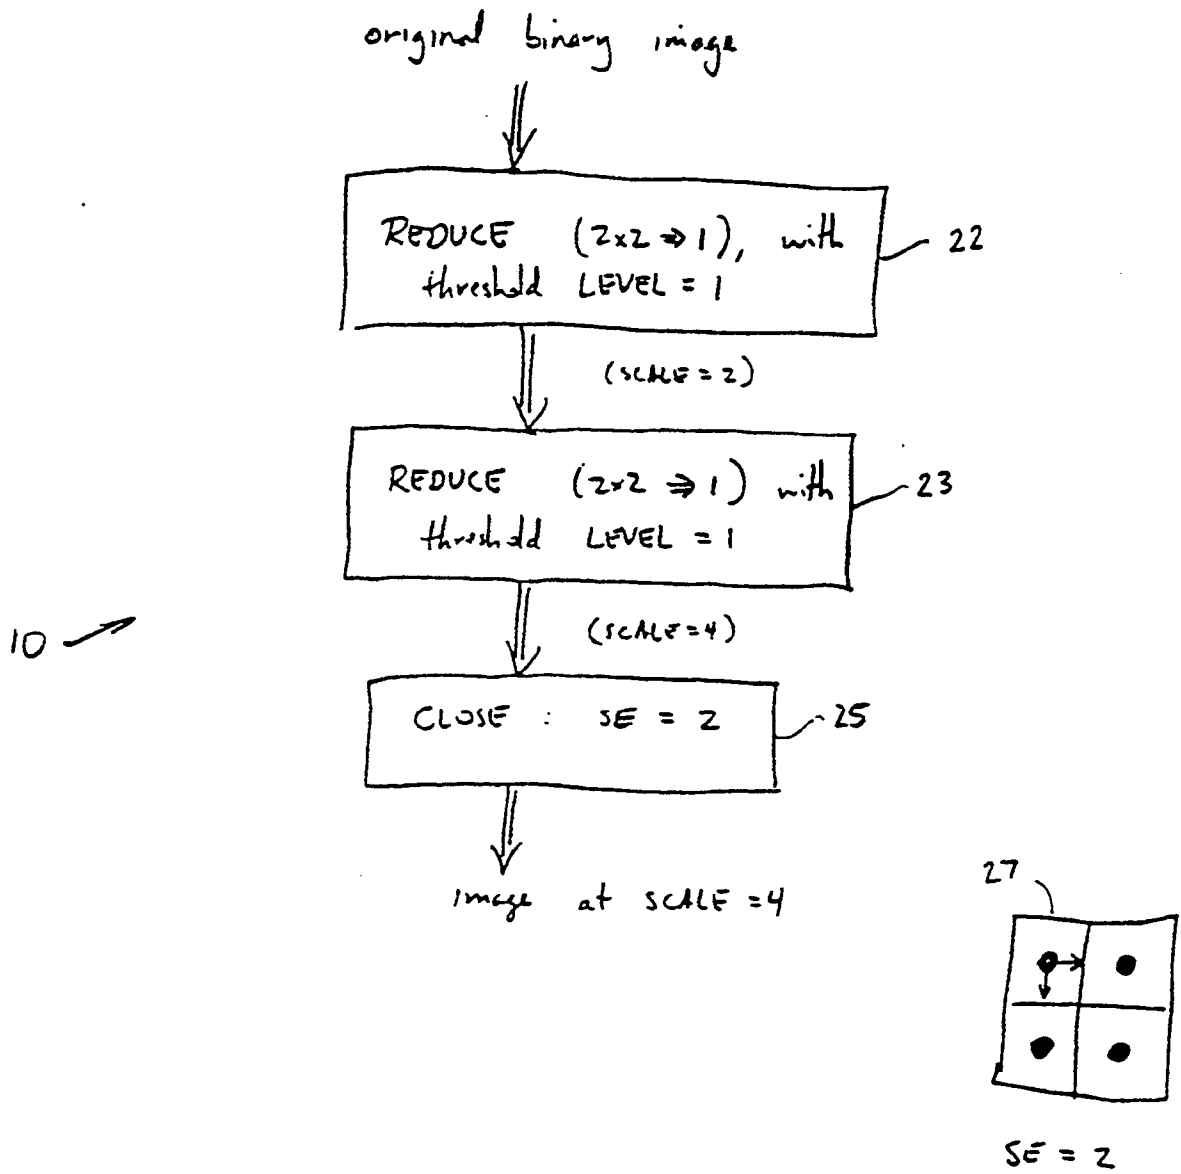 original binary image
REDUCE (2x2 ⇒ 1), with
threshold LEVEL = 1
22
(SCALE = 2)
REDUCE (2x2 ⇒ 1) with
threshold LEVEL = 1
23
10
(SCALE=4)
CLOSE : SE = 2
25
image at SCALE =4
27
SE = 2